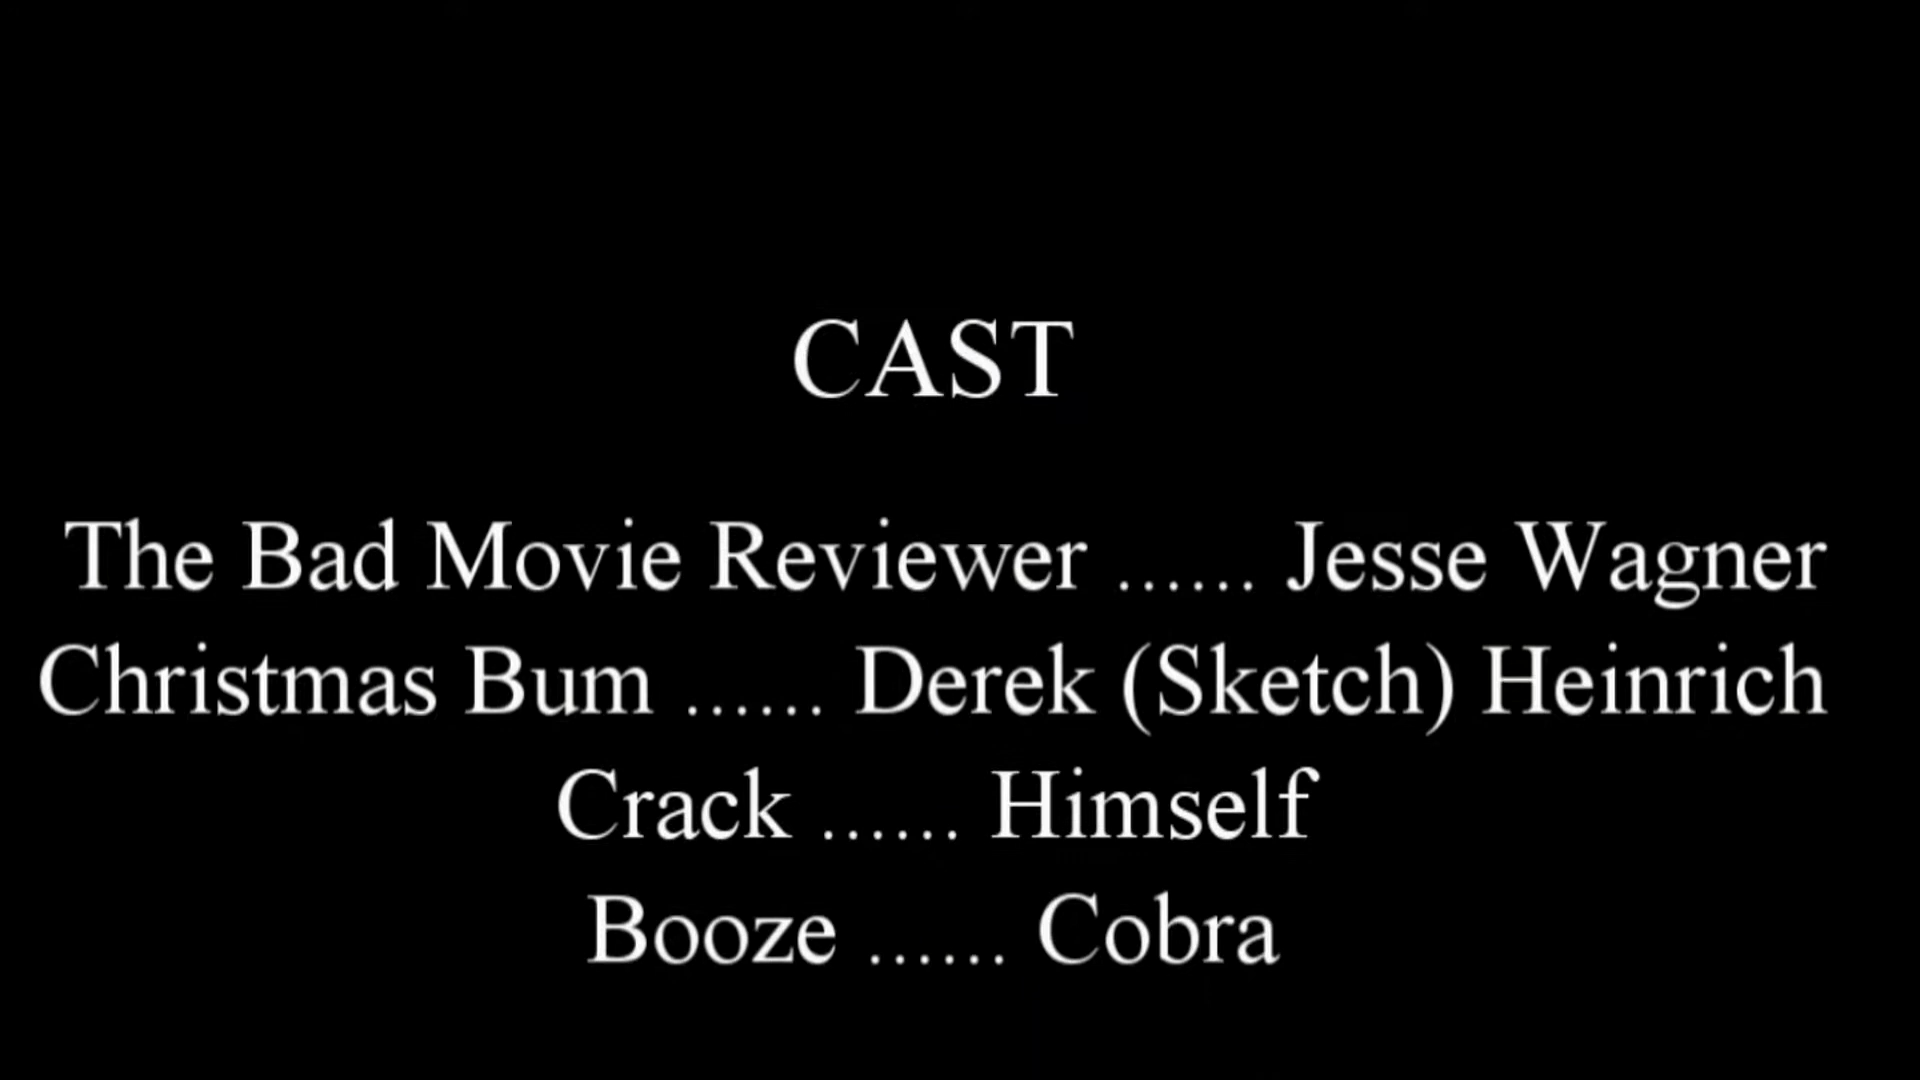 CAST
The Bad Movie Reviewer ...... Jesse Wagner
Christmas Bum ...... Derek (Sketch) Heinrich
Crack ...... Himself
Booze ...... Cobra